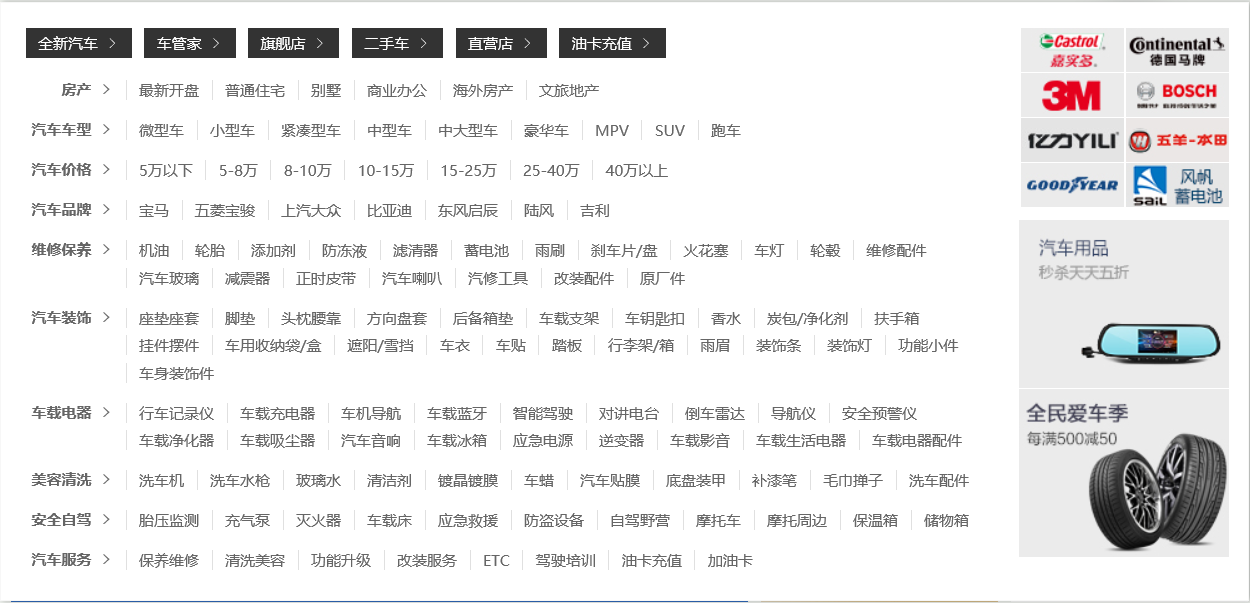 全新汽车 > 车管家 > 旗舰店 > 二手车 > 直营店 > 油卡充值 >
房产 > 最新开盘 普通住宅 别墅 商业办公 海外房产 文旅地产
汽车车型 > 微型车 小型车 紧凑型车 中型车 中大型车 豪华车 MPV SUV 跑车
汽车价格 > 5万以下 5-8万 8-10万 10-15万 15-25万 25-40万 40万以上
汽车品牌 > 宝马 五菱宝骏 上汽大众 比亚迪 东风启辰 陆风 吉利
维修保养 > 机油 轮胎 添加剂 防冻液 滤清器 蓄电池 雨刷 刹车片/盘 火花塞 车灯 轮毂 维修配件
汽车玻璃 减震器 正时皮带 汽车喇叭 汽修工具 改装配件 原厂件
汽车装饰 > 座垫座套 脚垫 头枕腰靠 方向盘套 后备箱垫 车载支架 车钥匙扣 香水 炭包/净化剂 扶手箱
挂件摆件 车用收纳袋/盒 遮阳/雪挡 车衣 车贴 踏板 行李架/箱 雨眉 装饰条 装饰灯 功能小件
车身装饰件
车载电器 > 行车记录仪 车载充电器 车机导航 车载蓝牙 智能驾驶 对讲电台 倒车雷达 导航仪 安全预警仪
车载净化器 车载吸尘器 汽车音响 车载冰箱 应急电源 逆变器 车载影音 车载生活电器 车载电器配件
美容清洗 > 洗车机 洗车水枪 玻璃水 清洁剂 镀晶镀膜 车蜡 汽车贴膜 底盘装甲 补漆笔 毛巾掸子 洗车配件
安全自驾 > 胎压监测 充气泵 灭火器 车载床 应急救援 防盗设备 自驾野营 摩托车 摩托周边 保温箱 储物箱
汽车服务 > 保养维修 清洗美容 功能升级 改装服务 ETC 驾驶培训 油卡充值 加油卡
Castrol
嘉实多
Continental
德国马牌
3M
BOSCH
亿力YILI
五羊-本田
GOODYEAR
SAIL
风帆
蓄电池
汽车用品
秒杀天天五折
全民爱车季
每满500减50